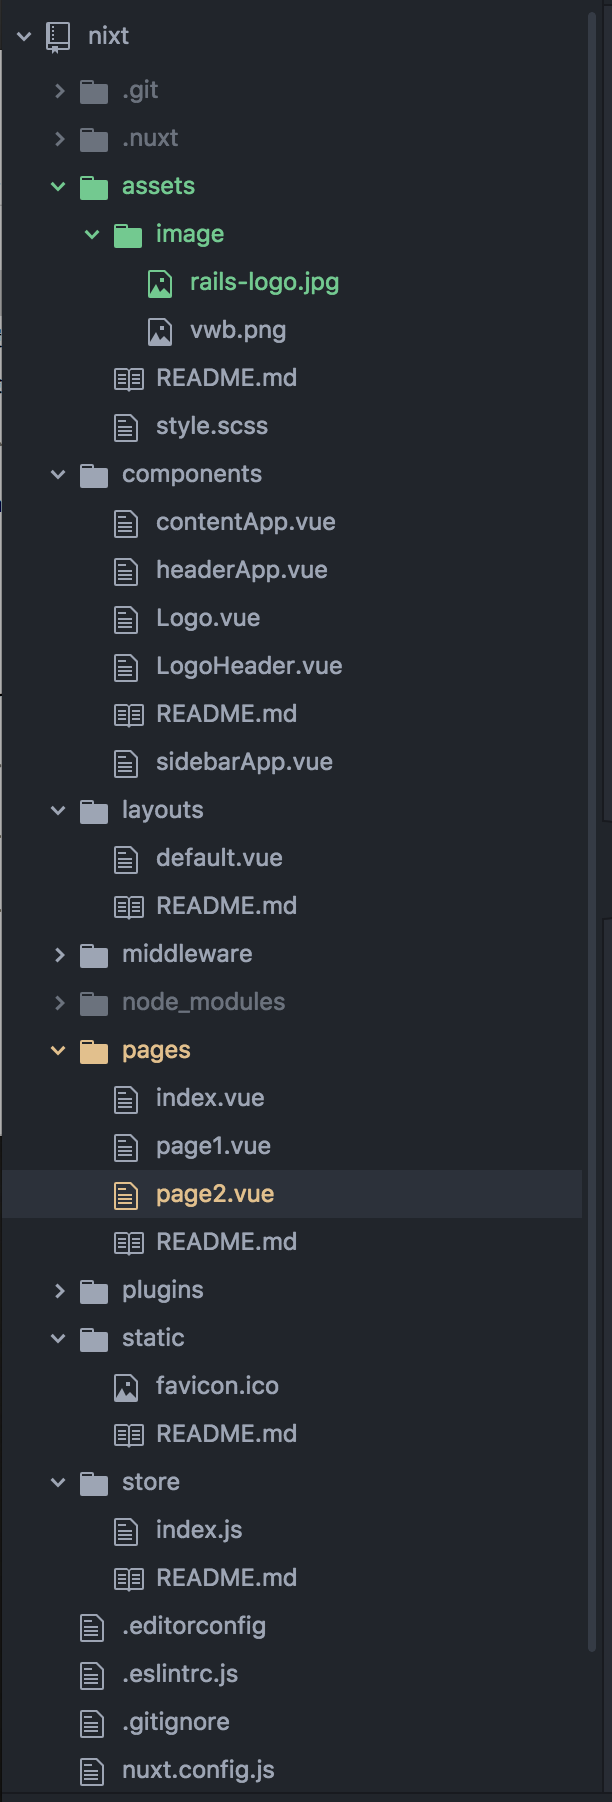 nixt
.git
.nuxt
assets
image
rails-logo.jpg
vwb.png
README.md
style.scss
components
contentApp.vue
headerApp.vue
Logo.vue
LogoHeader.vue
README.md
sidebarApp.vue
layouts
default.vue
README.md
middleware
node_modules
pages
index.vue
page1.vue
page2.vue
README.md
plugins
static
favicon.ico
README.md
store
index.js
README.md
.editorconfig
.eslintrc.js
.gitignore
nuxt.config.js